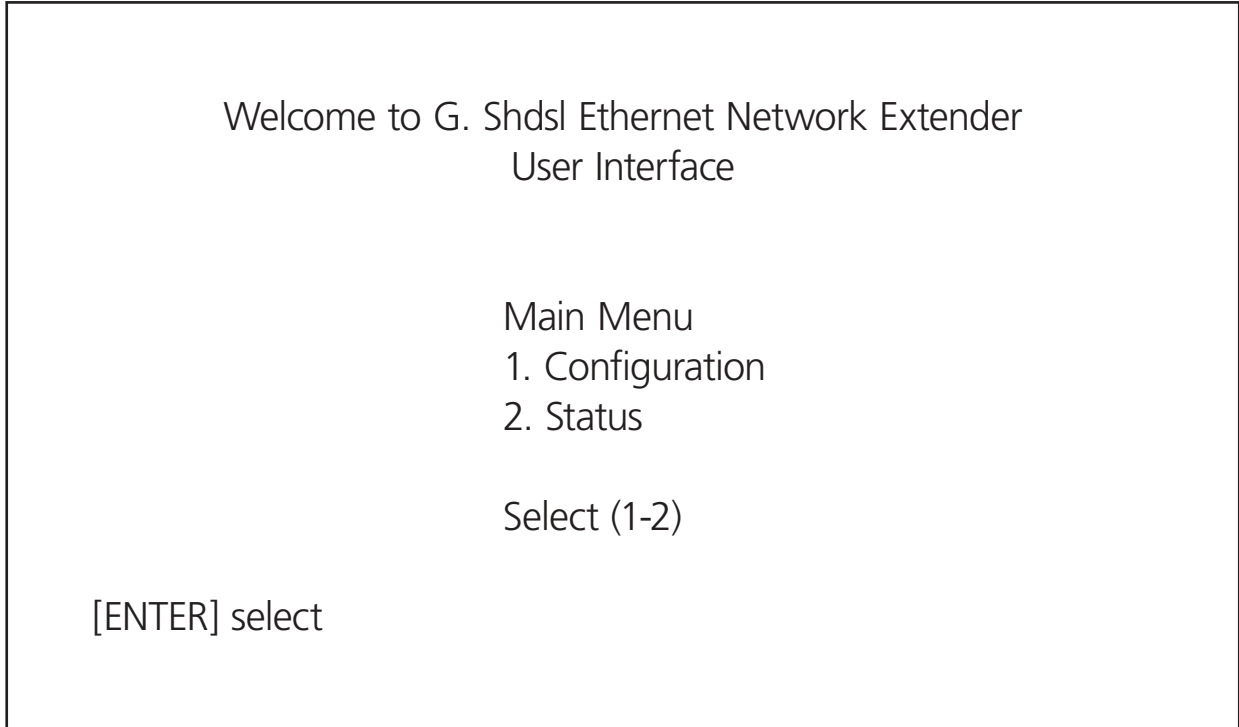 Welcome to G. Shdsl Ethernet Network Extender
User Interface
Main Menu
1. Configuration
2. Status
Select (1-2)
[ENTER] select